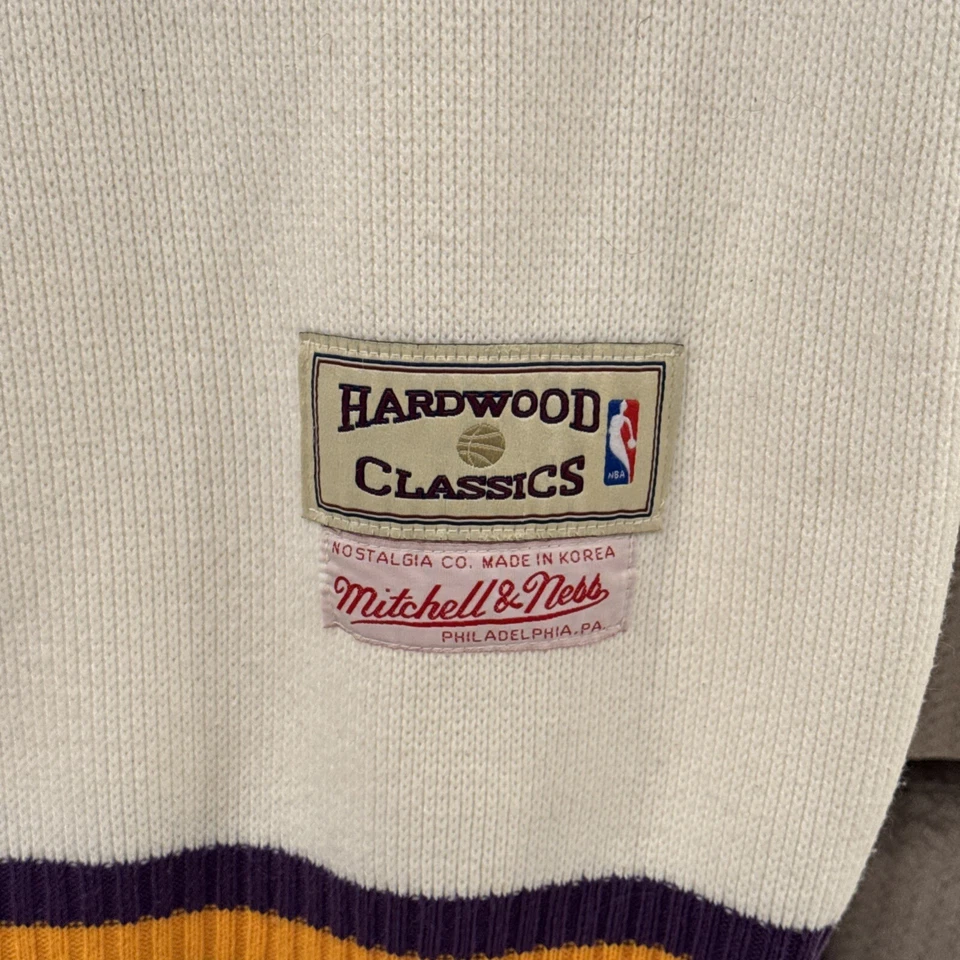 HARDWOOD
CLASSICS
NBA
NOSTALGIA CO. MADE IN KOREA
Mitchell & Ness
PHILADELPHIA, PA.